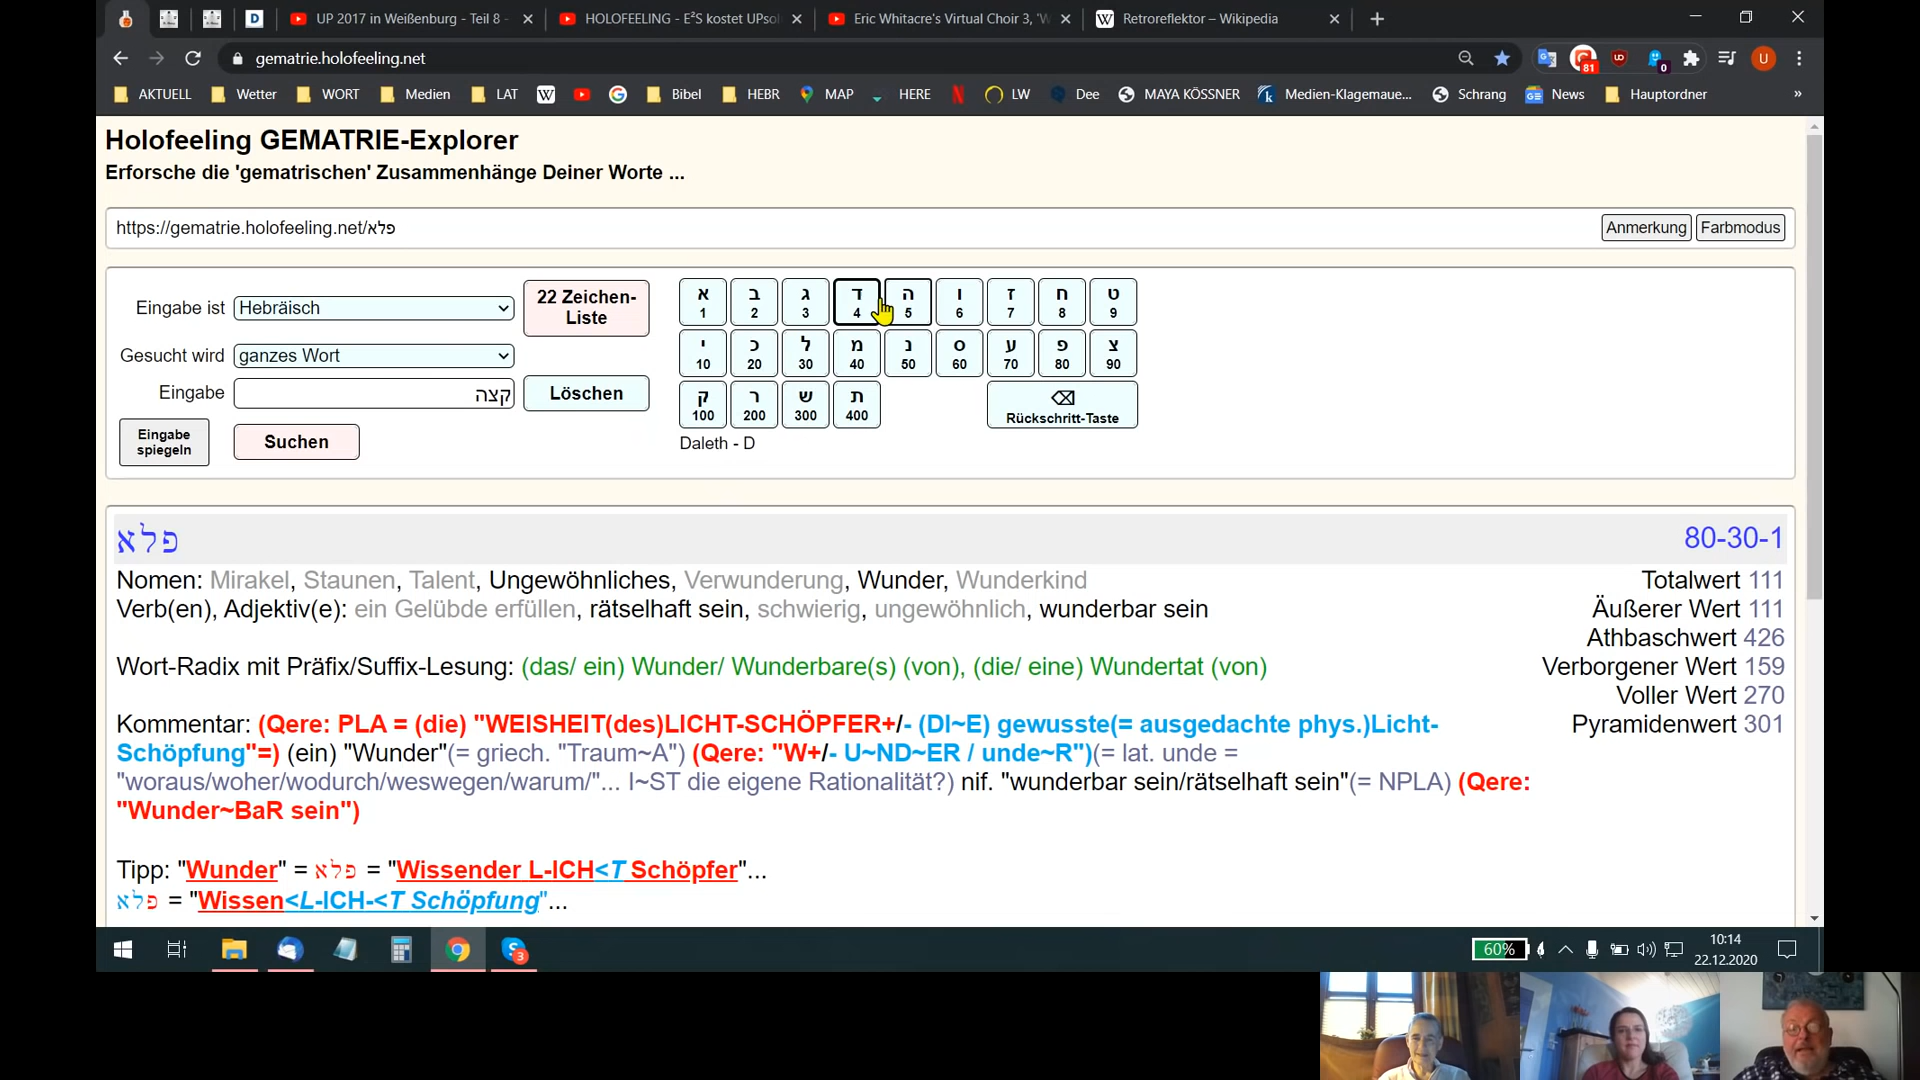 UP 2017 in Weißenburg - Teil 8 -
HOLOFEELING - E²S kostet UPsol
Eric Whitacre's Virtual Choir 3, 'W
Retroreflektor – Wikipedia
gematrie.holofeeling.net
81
0
U
AKTUELL Wetter WORT Medien LAT Bibel HEBR MAP HERE LW Dee MAYA KÖSSNER Medien-Klagemaue... Schrang News Hauptordner »
Holofeeling GEMATRIE-Explorer
Erforsche die 'gematrischen' Zusammenhänge Deiner Worte ...
https://gematrie.holofeeling.net/פלא
Anmerkung Farbmodus
Eingabe ist Hebräisch
22 Zeichen-
Liste
Gesucht wird ganzes Wort
Eingabe קצה
Löschen
Eingabe
spiegeln
Suchen
א ב ג ד ה ו ז ח ט
1 2 3 4 5 6 7 8 9
י כ ל מ נ ס ע פ צ
10 20 30 40 50 60 70 80 90
ק ר ש ת
100 200 300 400
Rückschritt-Taste
Daleth - D
פלא 80-30-1
Nomen: Mirakel, Staunen, Talent, Ungewöhnliches, Verwunderung, Wunder, Wunderkind
Verb(en), Adjektiv(e): ein Gelübde erfüllen, rätselhaft sein, schwierig, ungewöhnlich, wunderbar sein
Wort-Radix mit Präfix/Suffix-Lesung: (das/ ein) Wunder/ Wunderbare(s) (von), (die/ eine) Wundertat (von)
Totalwert 111
Äußerer Wert 111
Athbaschwert 426
Verborgener Wert 159
Voller Wert 270
Pyramidenwert 301
Kommentar: (Qere: PLA = (die) "WEISHEIT(des)LICHT-SCHÖPFER+/- (DI~E) gewusste(= ausgedachte phys.)Licht-
Schöpfung"=) (ein) "Wunder"(= griech. "Traum~A") (Qere: "W+/- U~ND~ER / unde~R")(= lat. unde =
"woraus/woher/wodurch/weswegen/warum/"... I~ST die eigene Rationalität?) nif. "wunderbar sein/rätselhaft sein"(= NPLA) (Qere:
"Wunder~BaR sein")
Tipp: "Wunder" = פלא = "Wissender L-ICH<T Schöpfer"...
פלא = "Wissen<L-ICH-<T Schöpfung"...
3
60%
10:14
22.12.2020